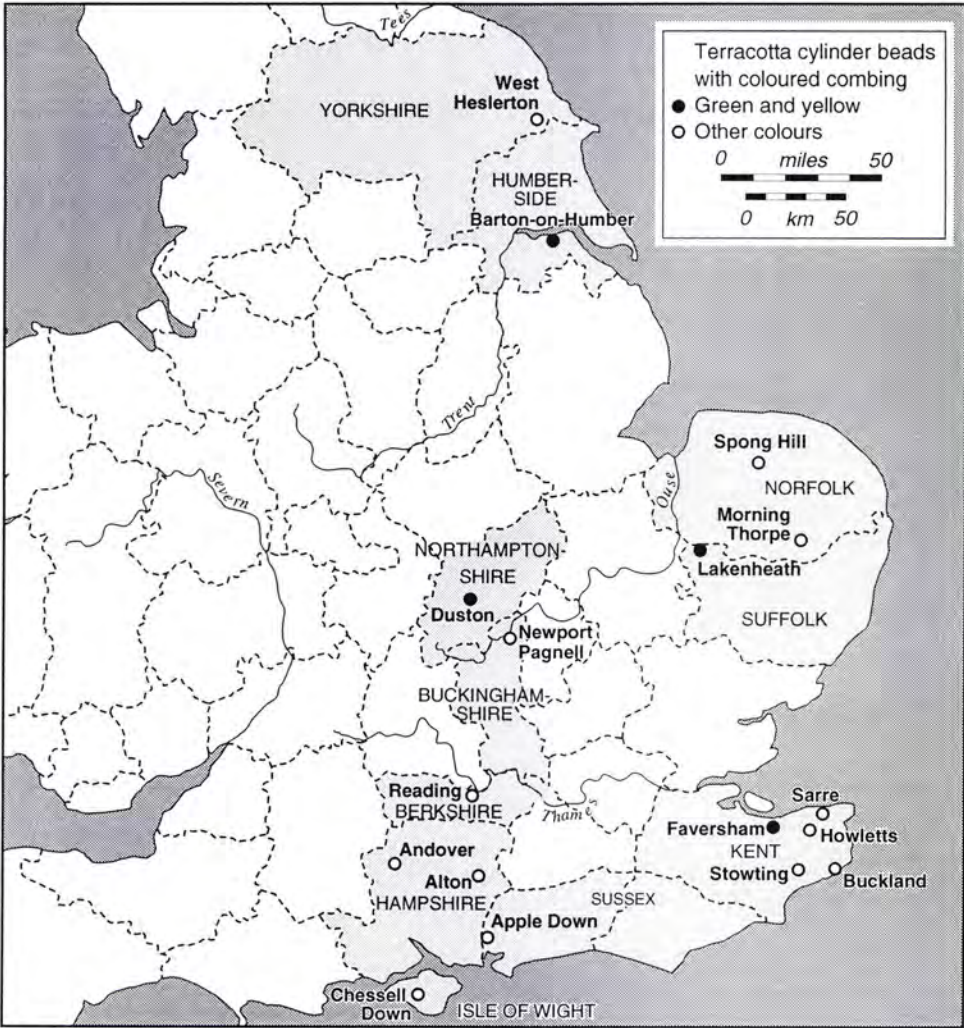 Tees
Terracotta cylinder beads
with coloured combing
Green and yellow
Other colours
0 miles 50
0 km 50
West
Heslerton
YORKSHIRE
HUMBER-
SIDE
Barton-on-Humber
Trent
Severn
Ouse
Spong Hill
NORFOLK
Morning
Thorpe
Lakenheath
SUFFOLK
NORTHAMPTON-
SHIRE
Duston
Newport
Pagnell
BUCKINGHAM-
SHIRE
Reading
BERKSHIRE
Thames
Sarre
Faversham
Howletts
KENT
Stowting
Buckland
Andover
Alton
HAMPSHIRE
SUSSEX
Apple Down
Chessell
Down
ISLE OF WIGHT